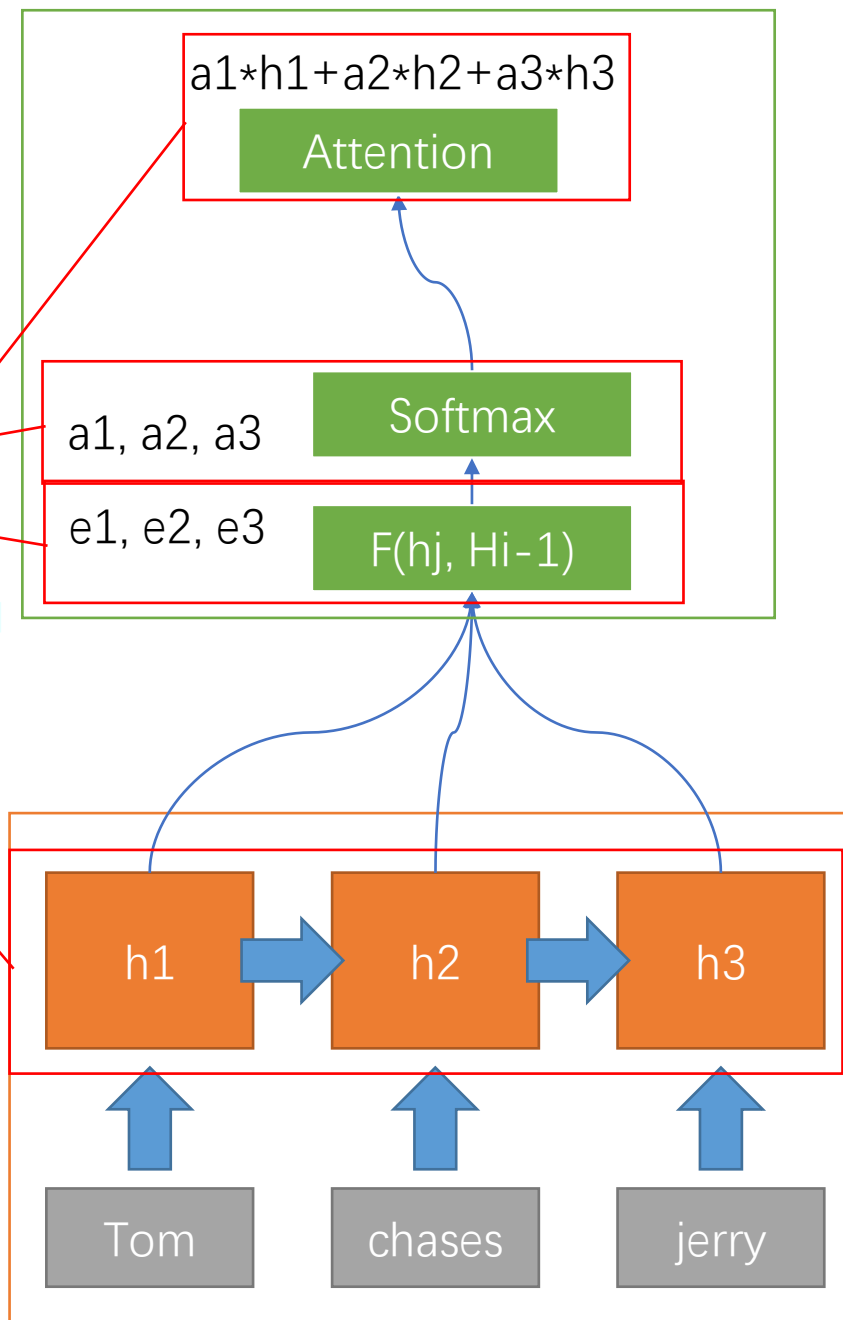 a1*h1+a2*h2+a3*h3
Attention
Softmax
a1, a2, a3
e1, e2, e3
F(hj, Hi-1)
h1
h2
h3
Tom
chases
jerry